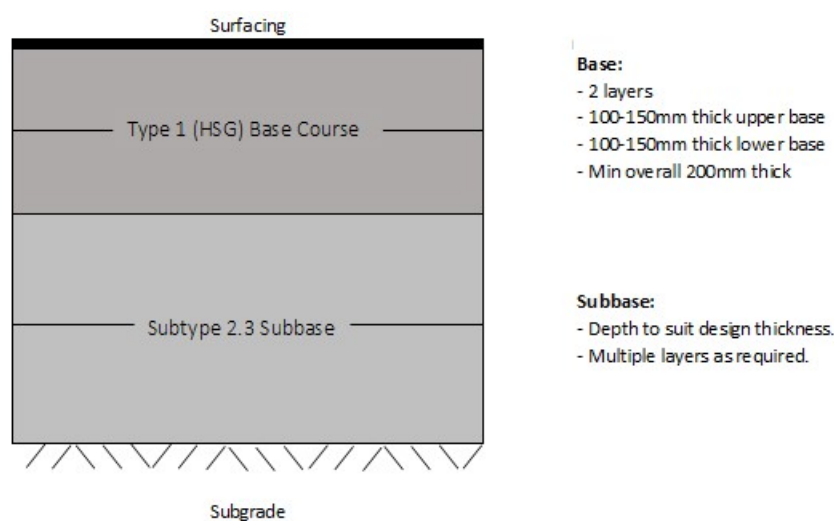 Surfacing
Type 1 (HSG) Base Course
Base:
- 2 layers
- 100-150mm thick upper base
- 100-150mm thick lower base
- Min overall 200mm thick
Subtype 2.3 Subbase
Subbase:
- Depth to suit design thickness.
- Multiple layers as required.
Subgrade